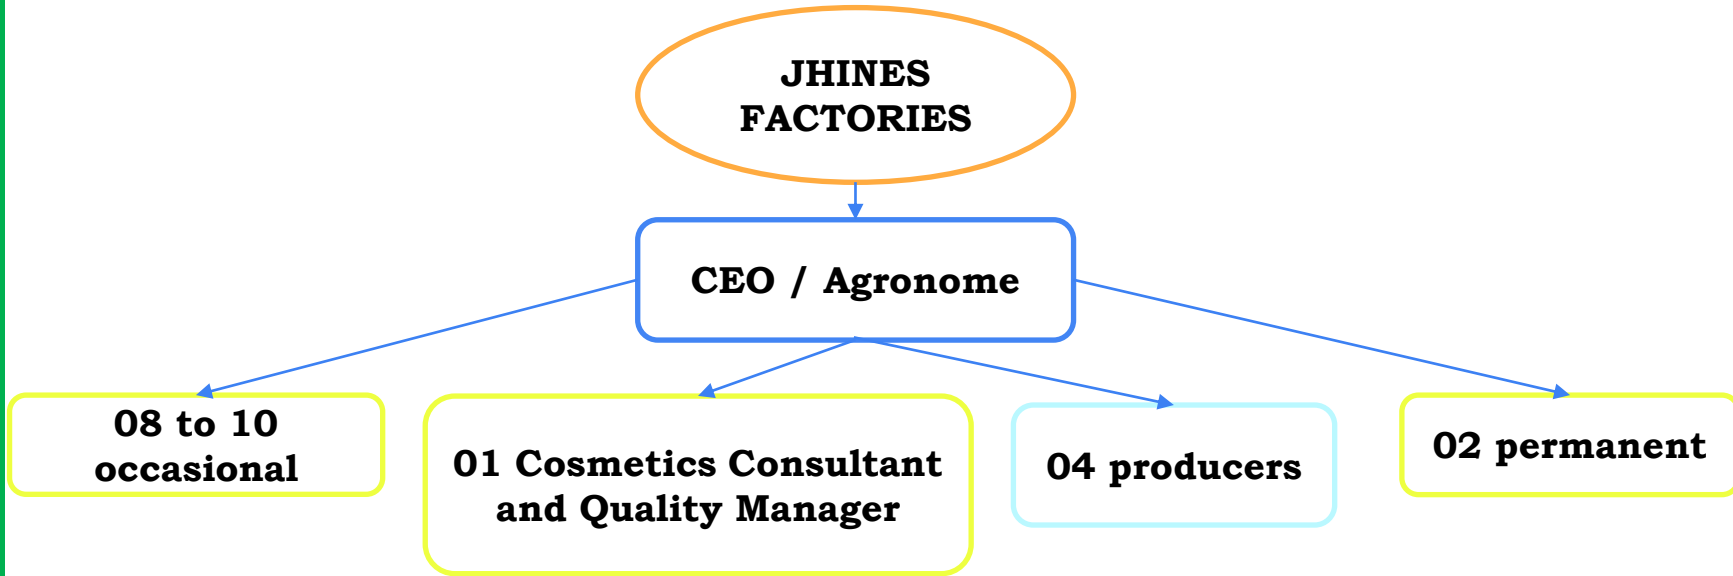 JHINES
FACTORIES
CEO / Agronome
08 to 10
occasional
01 Cosmetics Consultant
and Quality Manager
04 producers
02 permanent